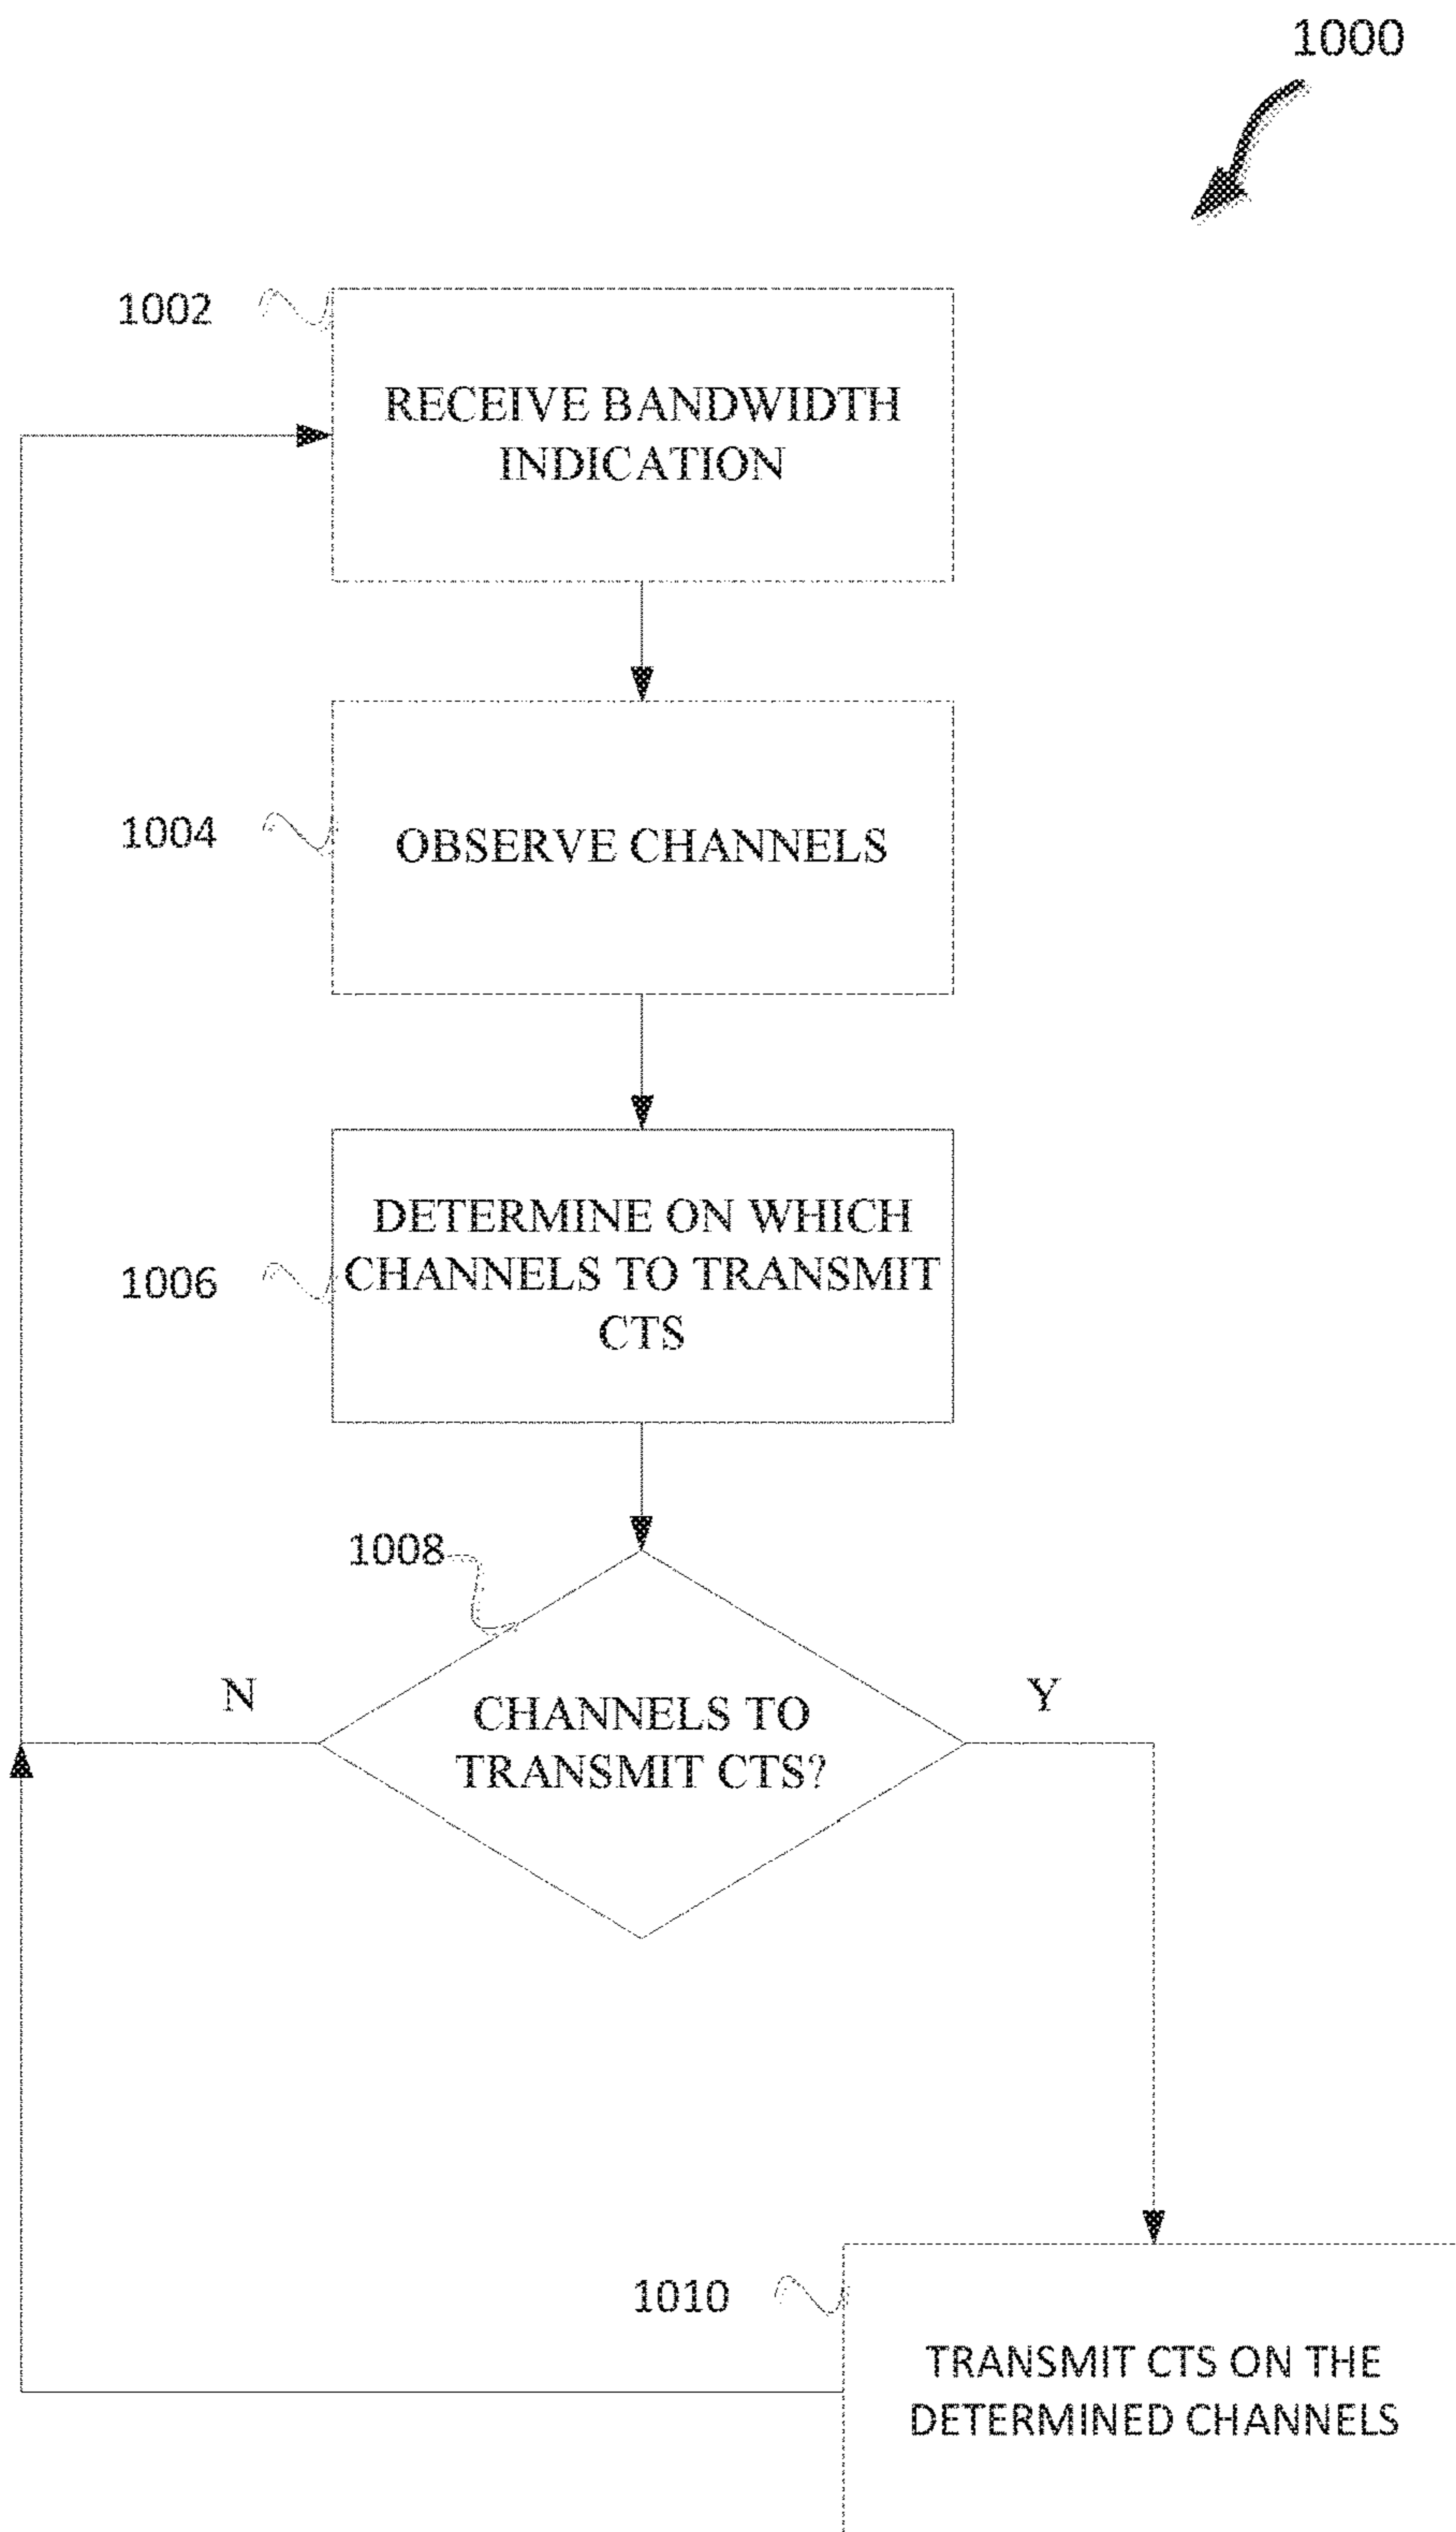 1000
1002
RECEIVE BANDWIDTH
INDICATION
1004
OBSERVE CHANNELS
1006
DETERMINE ON WHICH
CHANNELS TO TRANSMIT
CTS
1008
N
CHANNELS TO
TRANSMIT CTS?
Y
1010
TRANSMIT CTS ON THE
DETERMINED CHANNELS